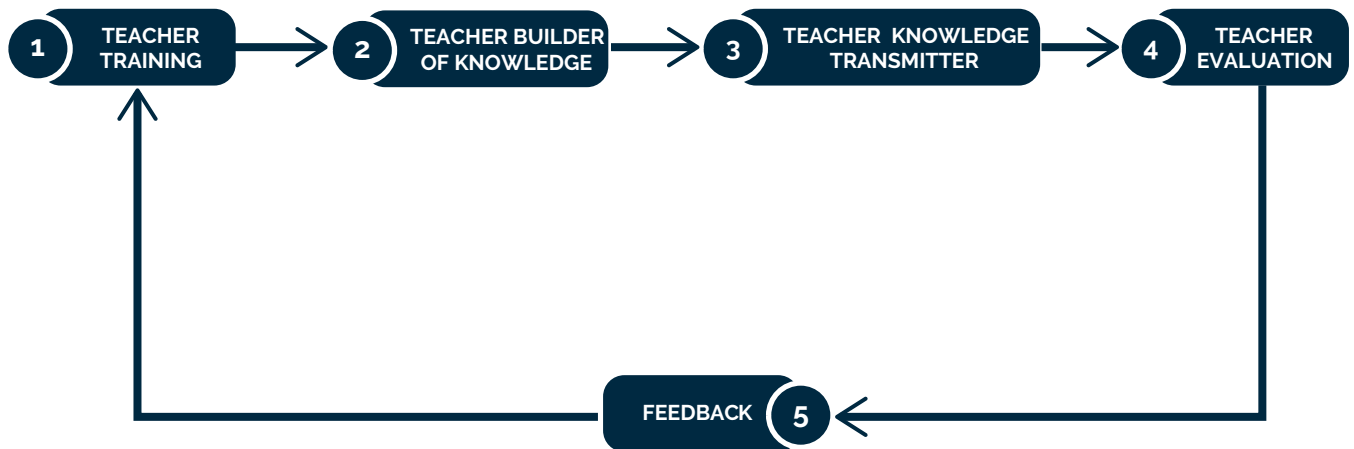 1
TEACHER
TRAINING
2
TEACHER BUILDER
OF KNOWLEDGE
3
TEACHER KNOWLEDGE
TRANSMITTER
4
TEACHER
EVALUATION
FEEDBACK
5